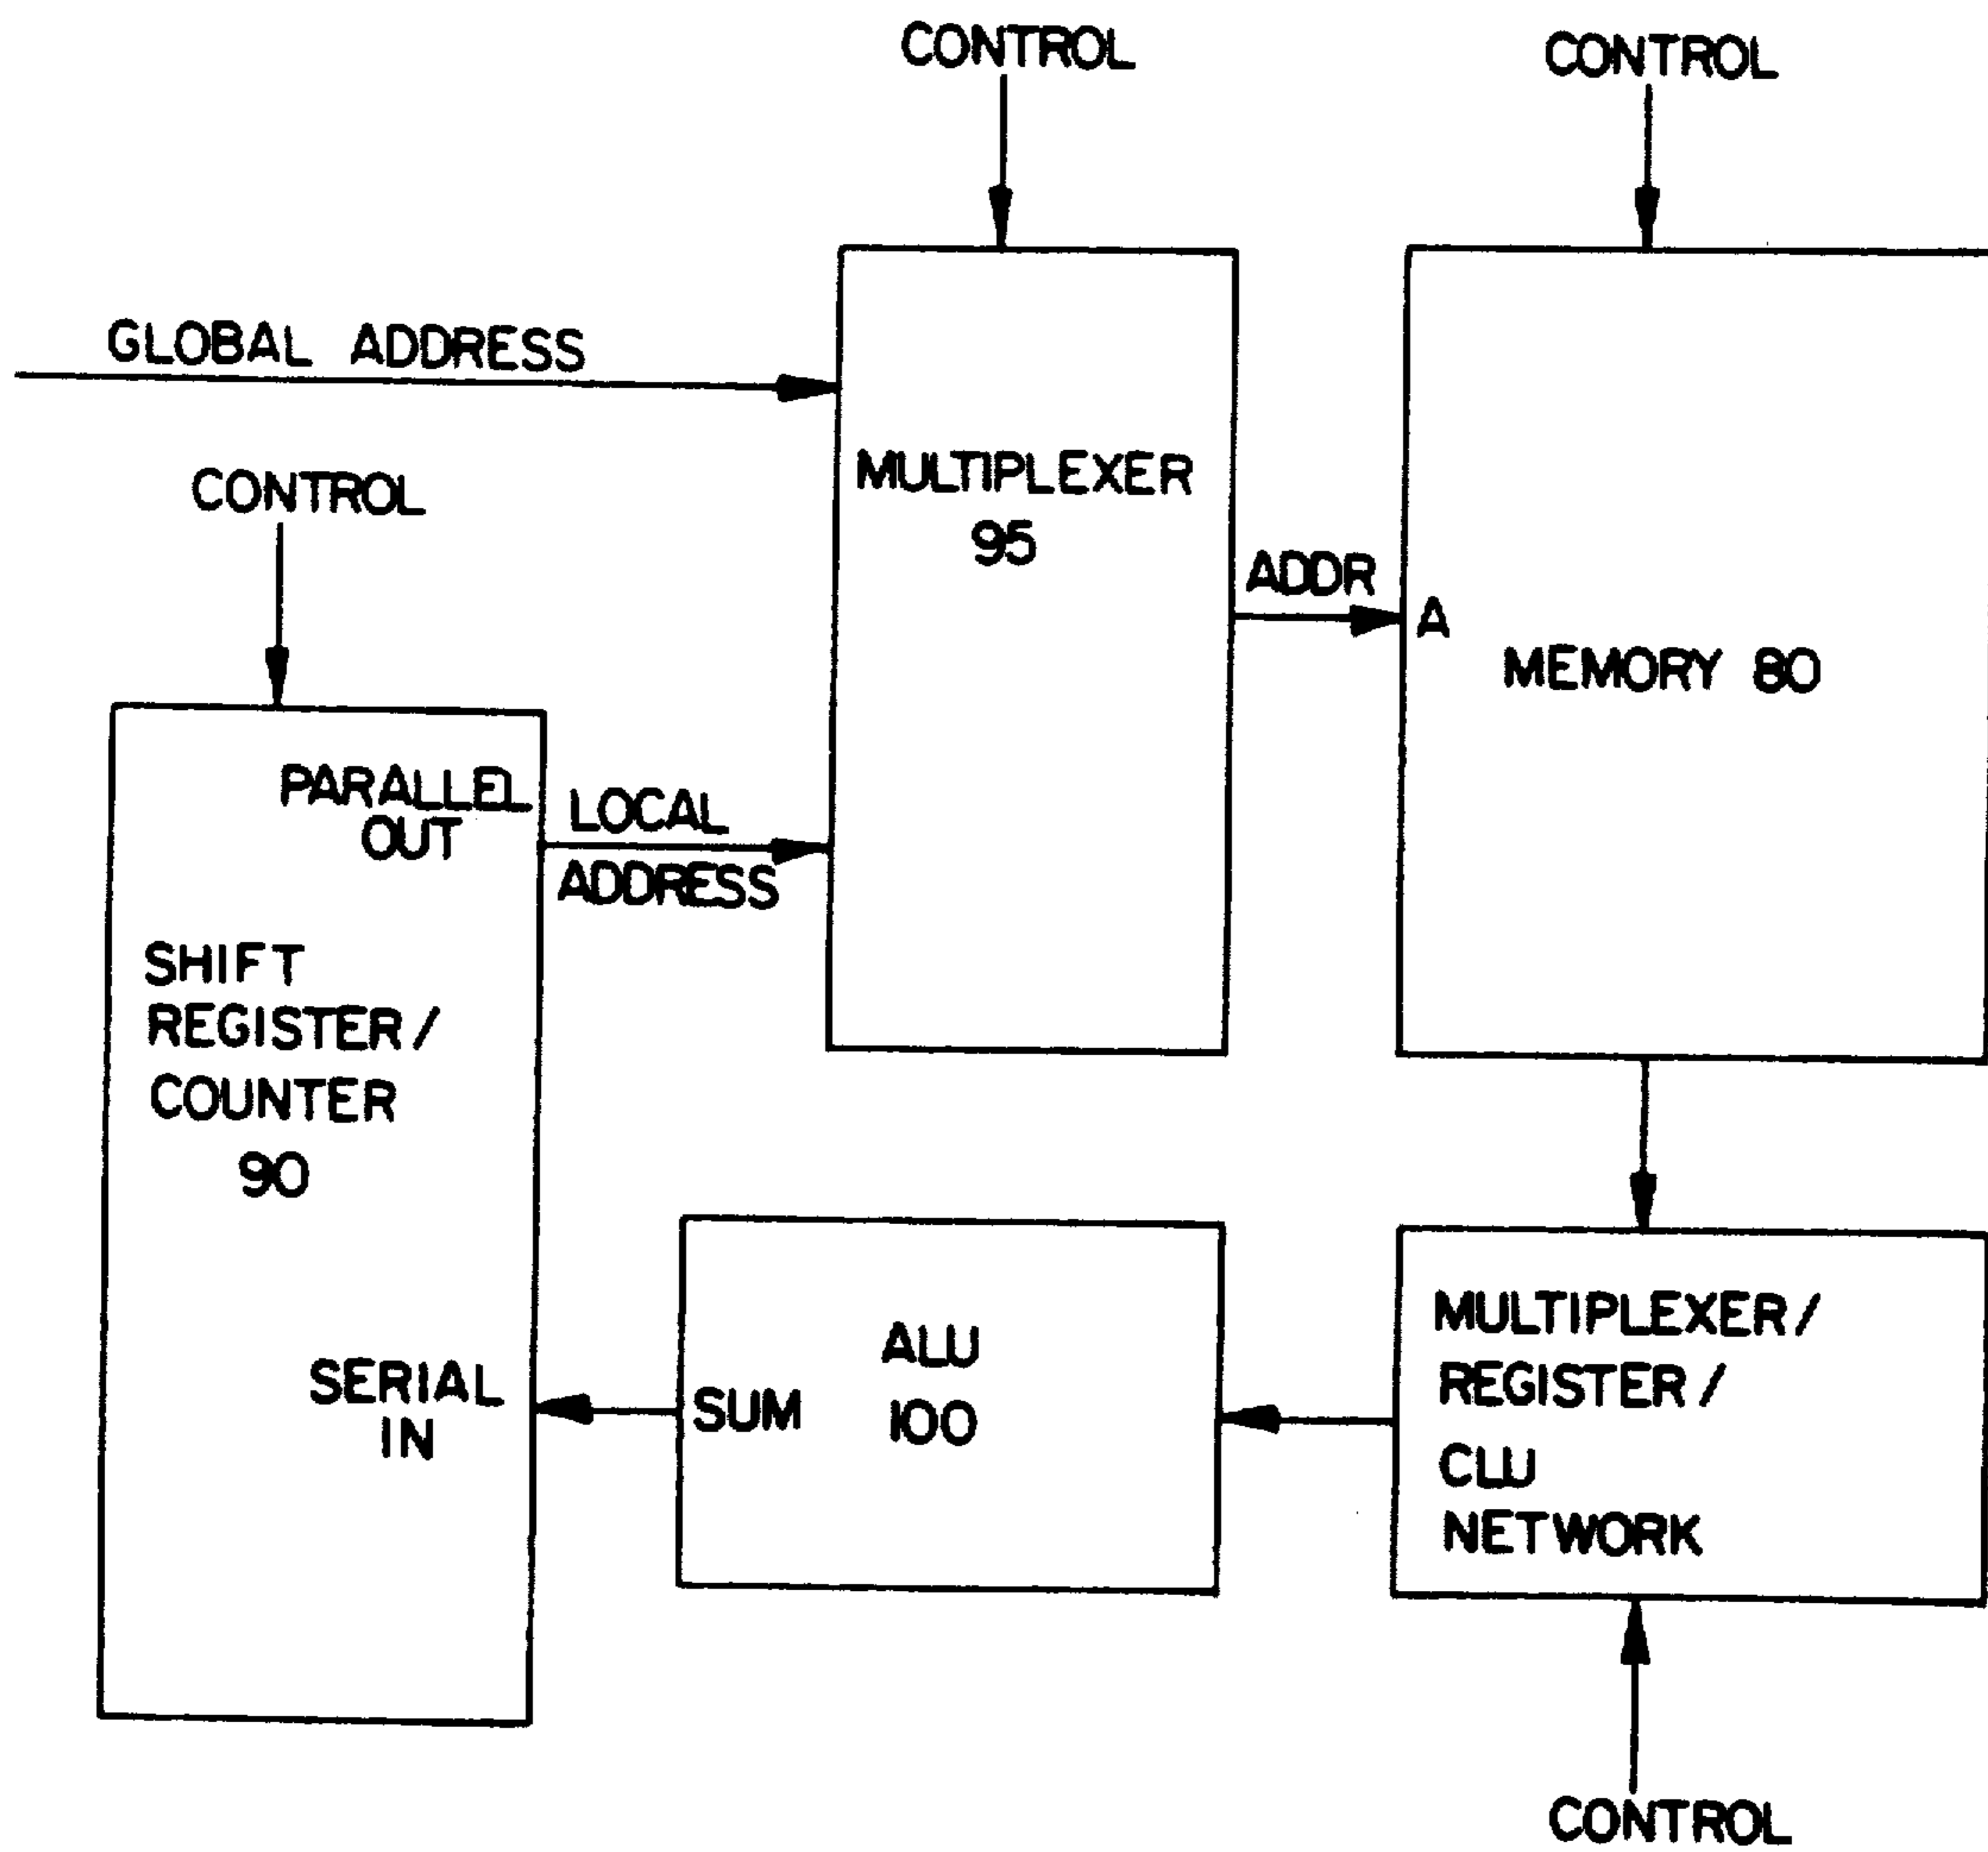 CONTROL
CONTROL
GLOBAL ADDRESS
CONTROL
MULTIPLEXER
95
ADDR
A
MEMORY 80
PARALLEL
OUT
LOCAL
ADDRESS
SHIFT
REGISTER/
COUNTER
90
SERIAL
IN
SUM
ALU
100
MULTIPLEXER/
REGISTER/
CLU
NETWORK
CONTROL